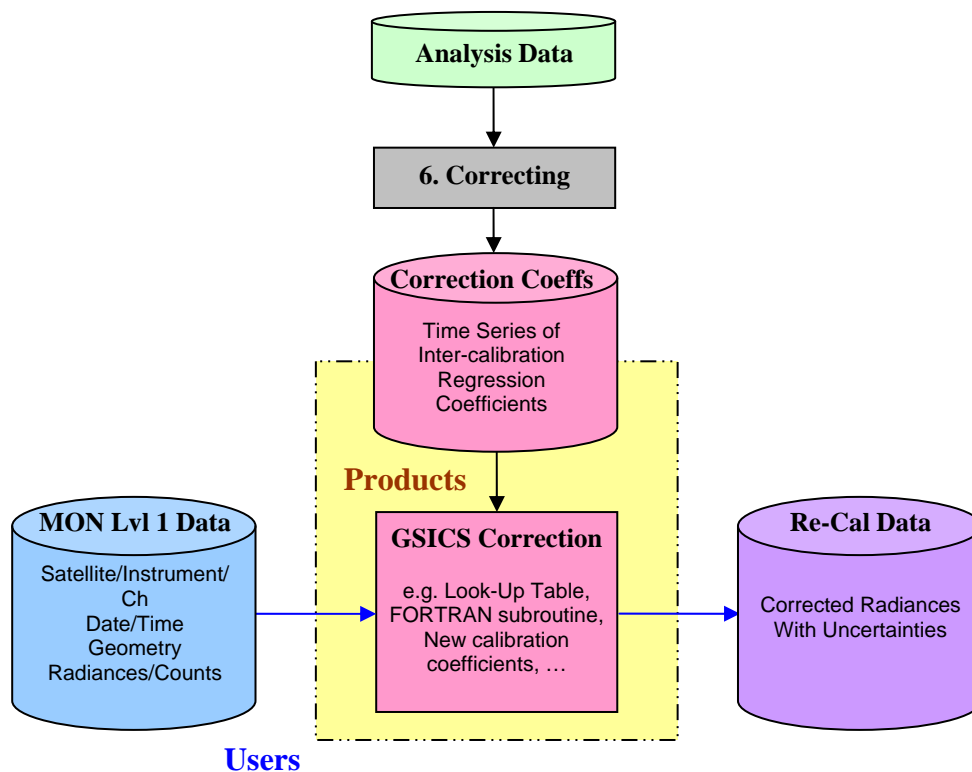 Analysis Data
6. Correcting
Correction Coeffs
Time Series of
Inter-calibration
Regression
Coefficients
Products
MON Lvl 1 Data
Satellite/Instrument/
Ch
Date/Time
Geometry
Radiances/Counts
GSICS Correction
e.g. Look-Up Table,
FORTRAN subroutine,
New calibration
coefficients, …
Re-Cal Data
Corrected Radiances
With Uncertainties
Users